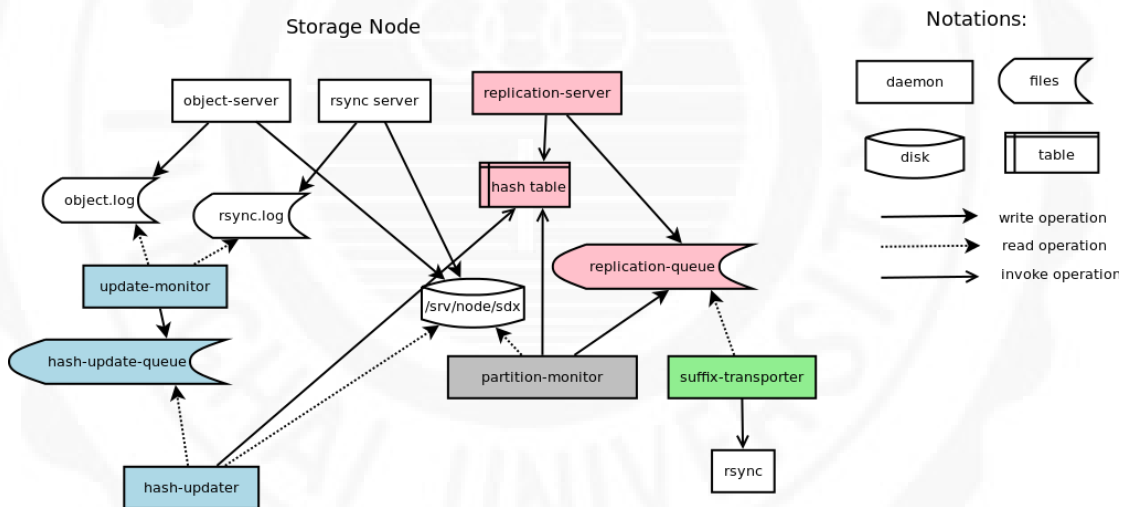 Storage Node
Notations:
object-server
rsync server
replication-server
daemon
files
disk
table
hash table
object.log
rsync.log
write operation
read operation
invoke operation
replication-queue
update-monitor
/srv/node/sdx
hash-update-queue
partition-monitor
suffix-transporter
rsync
hash-updater